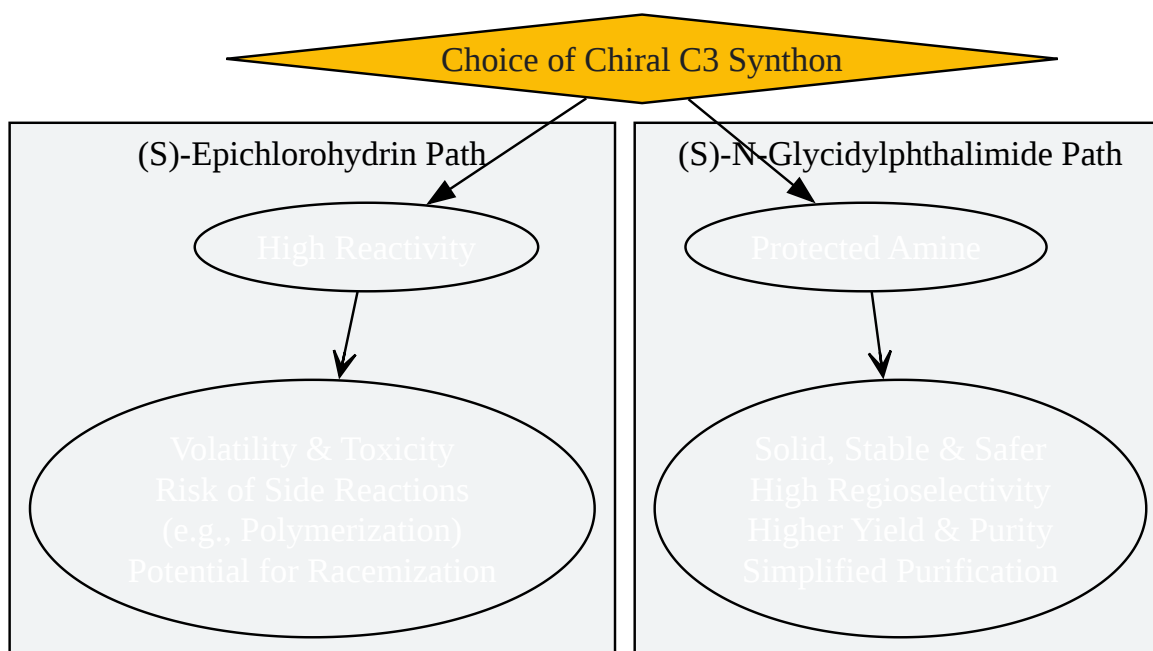 Choice of Chiral C3 Synthon
(S)-Epichlorohydrin Path
High Reactivity
Volatility & Toxicity
Risk of Side Reactions
(e.g., Polymerization)
Potential for Racemization
(S)-N-Glycidylphthalimide Path
Protected Amine
Solid, Stable & Safer
High Regioselectivity
Higher Yield & Purity
Simplified Purification